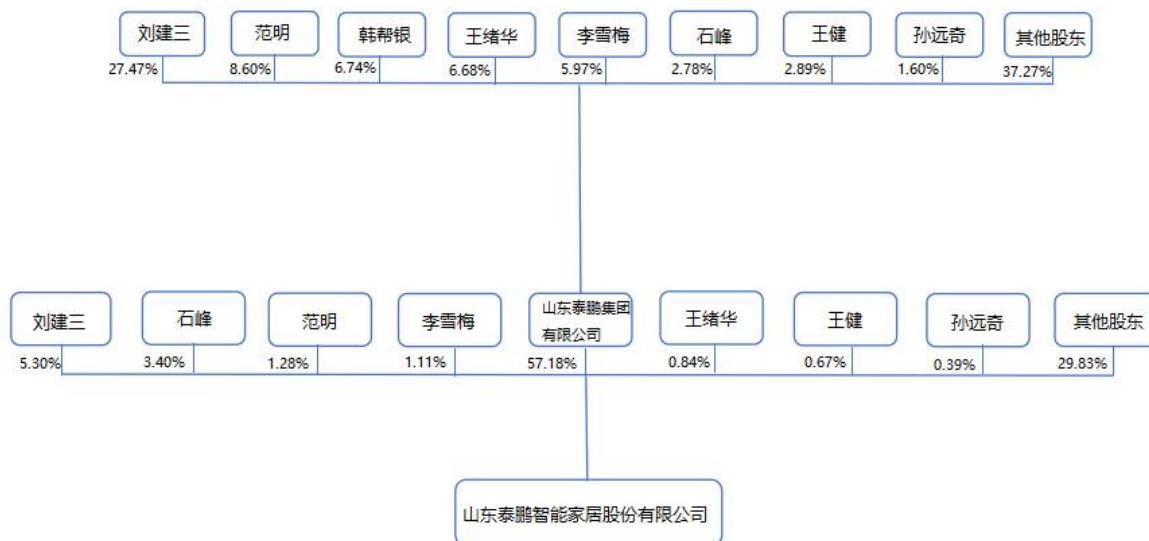 刘建三
范明
韩帮银
王绪华
李雪梅
石峰
王健
孙远奇
其他股东
27.47%
8.60%
6.74%
6.68%
5.97%
2.78%
2.89%
1.60%
37.27%
刘建三
石峰
范明
李雪梅
山东泰鹏集团
有限公司
王绪华
王健
孙远奇
其他股东
5.30%
3.40%
1.28%
1.11%
57.18%
0.84%
0.67%
0.39%
29.83%
山东泰鹏智能家居股份有限公司